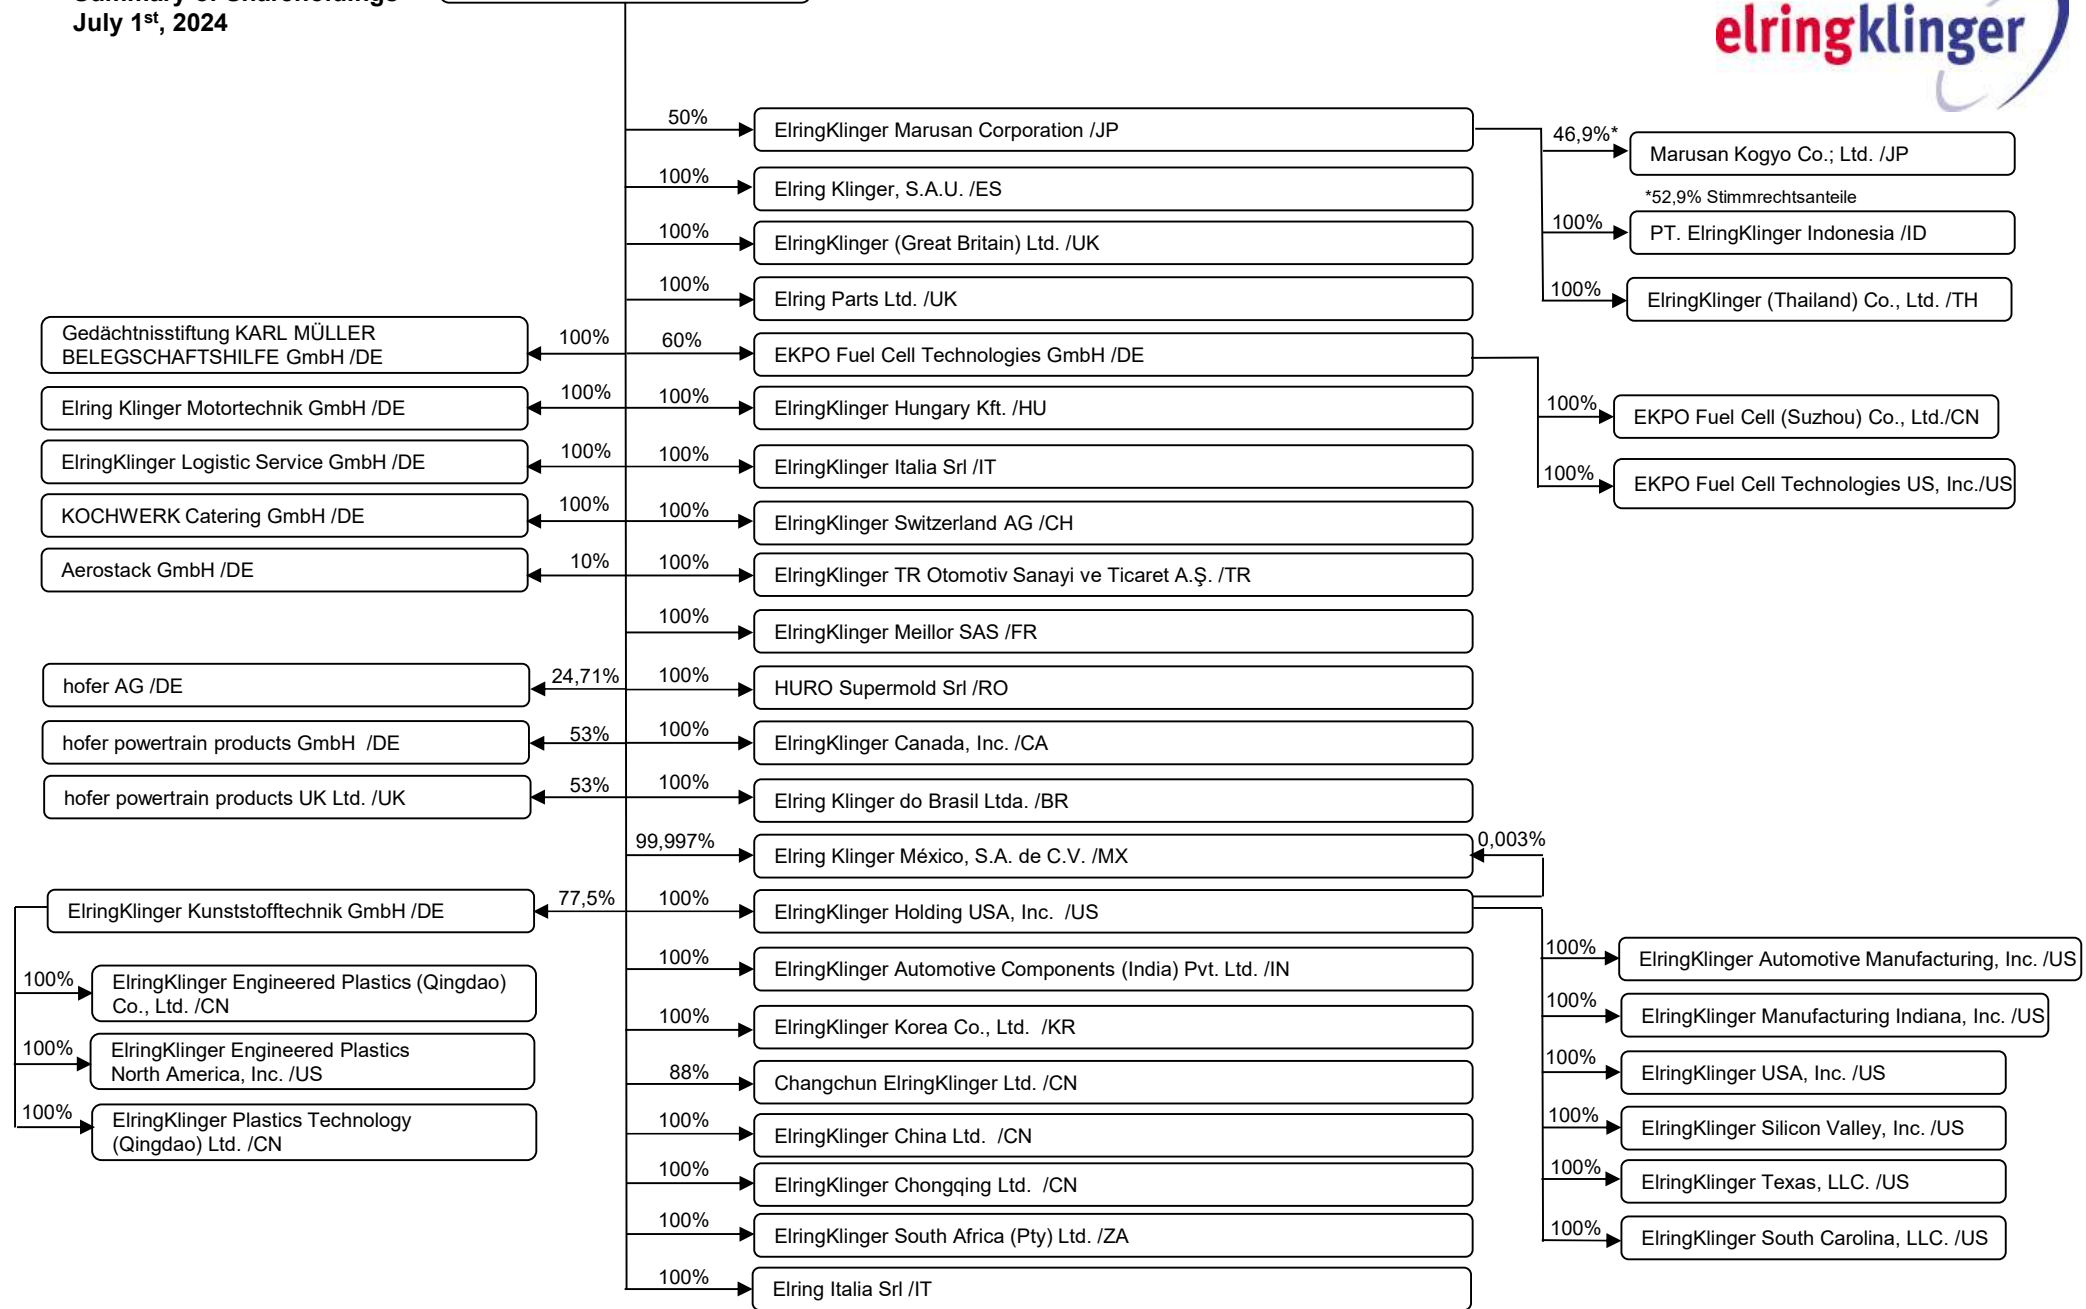 July 1st, 2024
elringklinger
50%
ElringKlinger Marusan Corporation /JP
46,9%*
Marusan Kogyo Co.; Ltd. /JP
*52,9% Stimmrechtsanteile
100%
PT. ElringKlinger Indonesia /ID
100%
ElringKlinger (Thailand) Co., Ltd. /TH
100%
Elring Klinger, S.A.U. /ES
100%
ElringKlinger (Great Britain) Ltd. /UK
100%
Elring Parts Ltd. /UK
Gedächtnisstiftung KARL MÜLLER
BELEGSCHAFTSHILFE GmbH /DE
100%
60%
EKPO Fuel Cell Technologies GmbH /DE
100%
EKPO Fuel Cell (Suzhou) Co., Ltd./CN
100%
EKPO Fuel Cell Technologies US, Inc./US
Elring Klinger Motortechnik GmbH /DE
100%
100%
ElringKlinger Hungary Kft. /HU
ElringKlinger Logistic Service GmbH /DE
100%
100%
ElringKlinger Italia Srl /IT
KOCHWERK Catering GmbH /DE
100%
100%
ElringKlinger Switzerland AG /CH
Aerostack GmbH /DE
10%
100%
ElringKlinger TR Otomotiv Sanayi ve Ticaret A.Ş. /TR
100%
ElringKlinger Meillor SAS /FR
hofer AG /DE
24,71%
100%
HURO Supermold Srl /RO
hofer powertrain products GmbH /DE
53%
100%
ElringKlinger Canada, Inc. /CA
hofer powertrain products UK Ltd. /UK
53%
100%
Elring Klinger do Brasil Ltda. /BR
99,997%
Elring Klinger México, S.A. de C.V. /MX
0,003%
ElringKlinger Kunststofftechnik GmbH /DE
77,5%
100%
ElringKlinger Holding USA, Inc. /US
100%
ElringKlinger Engineered Plastics (Qingdao)
Co., Ltd. /CN
100%
ElringKlinger Engineered Plastics
North America, Inc. /US
100%
ElringKlinger Plastics Technology
(Qingdao) Ltd. /CN
100%
ElringKlinger Automotive Components (India) Pvt. Ltd. /IN
100%
ElringKlinger Korea Co., Ltd. /KR
88%
Changchun ElringKlinger Ltd. /CN
100%
ElringKlinger China Ltd. /CN
100%
ElringKlinger Chongqing Ltd. /CN
100%
ElringKlinger South Africa (Pty) Ltd. /ZA
100%
Elring Italia Srl /IT
100%
ElringKlinger Automotive Manufacturing, Inc. /US
100%
ElringKlinger Manufacturing Indiana, Inc. /US
100%
ElringKlinger USA, Inc. /US
100%
ElringKlinger Silicon Valley, Inc. /US
100%
ElringKlinger Texas, LLC. /US
100%
ElringKlinger South Carolina, LLC. /US